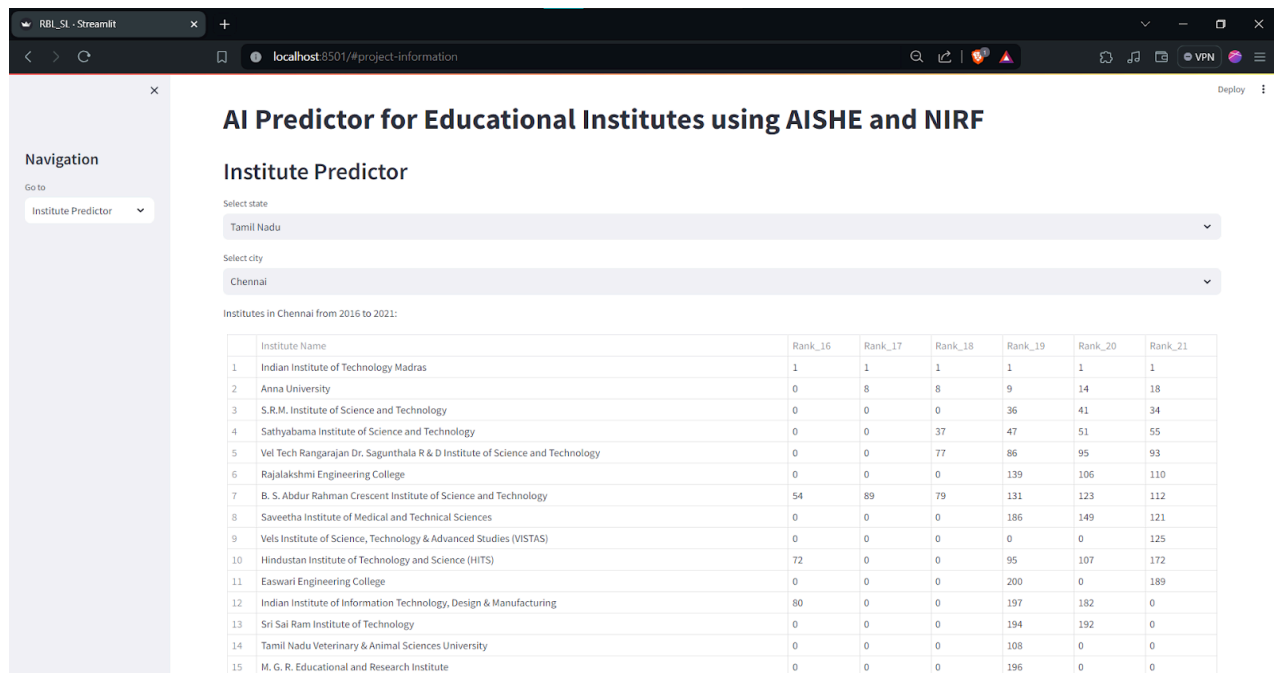 RBL_SL · Streamlit
localhost:8501/#project-information
VPN
Deploy
Navigation
Go to
Institute Predictor
AI Predictor for Educational Institutes using AISHE and NIRF
Institute Predictor
Select state
Tamil Nadu
Select city
Chennai
Institutes in Chennai from 2016 to 2021:
Institute Name Rank_16 Rank_17 Rank_18 Rank_19 Rank_20 Rank_21
1 Indian Institute of Technology Madras 1 1 1 1 1 1
2 Anna University 0 8 8 9 14 18
3 S.R.M. Institute of Science and Technology 0 0 0 36 41 34
4 Sathyabama Institute of Science and Technology 0 0 37 47 51 55
5 Vel Tech Rangarajan Dr. Sagunthala R & D Institute of Science and Technology 0 0 77 86 95 93
6 Rajalakshmi Engineering College 0 0 0 139 106 110
7 B. S. Abdur Rahman Crescent Institute of Science and Technology 54 89 79 131 123 112
8 Saveetha Institute of Medical and Technical Sciences 0 0 0 186 149 121
9 Vels Institute of Science, Technology & Advanced Studies (VISTAS) 0 0 0 0 0 125
10 Hindustan Institute of Technology and Science (HITS) 72 0 0 95 107 172
11 Easwari Engineering College 0 0 0 200 0 189
12 Indian Institute of Information Technology, Design & Manufacturing 80 0 0 197 182 0
13 Sri Sai Ram Institute of Technology 0 0 0 194 192 0
14 Tamil Nadu Veterinary & Animal Sciences University 0 0 0 108 0 0
15 M. G. R. Educational and Research Institute 0 0 0 196 0 0